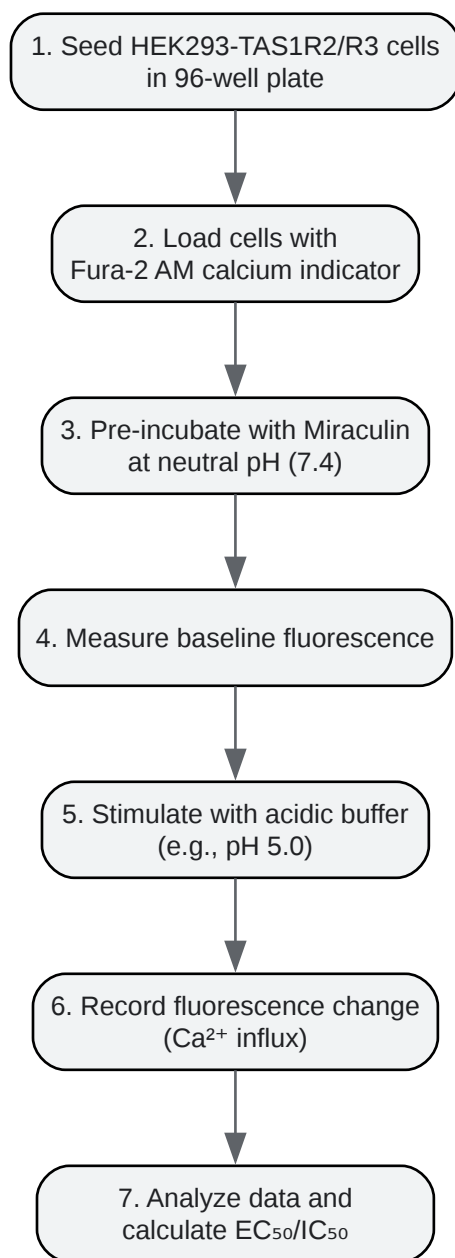 1. Seed HEK293-TAS1R2/R3 cells
in 96-well plate
2. Load cells with
Fura-2 AM calcium indicator
3. Pre-incubate with Miraculin
at neutral pH (7.4)
4. Measure baseline fluorescence
5. Stimulate with acidic buffer
(e.g., pH 5.0)
6. Record fluorescence change
(Ca²⁺ influx)
7. Analyze data and
calculate EC₅₀/IC₅₀